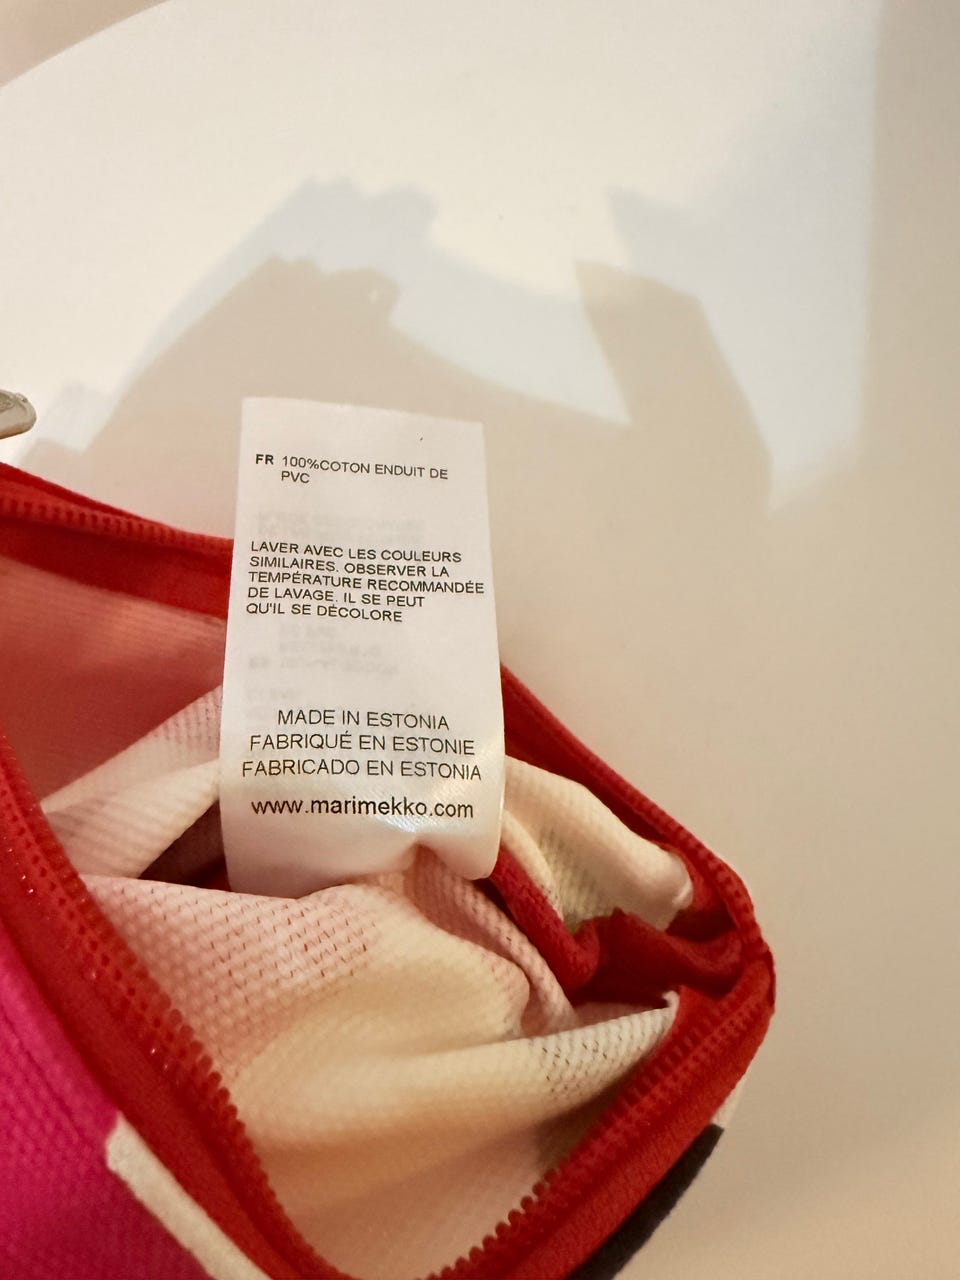 FR 100%COTON ENDUIT DE
PVC
LAVER AVEC LES COULEURS
SIMILAIRES. OBSERVER LA
TEMPÉRATURE RECOMMANDÉE
DE LAVAGE. IL SE PEUT
QU'IL SE DÉCOLORE
MADE IN ESTONIA
FABRIQUÉ EN ESTONIE
FABRICADO EN ESTONIA
www.marimekko.com